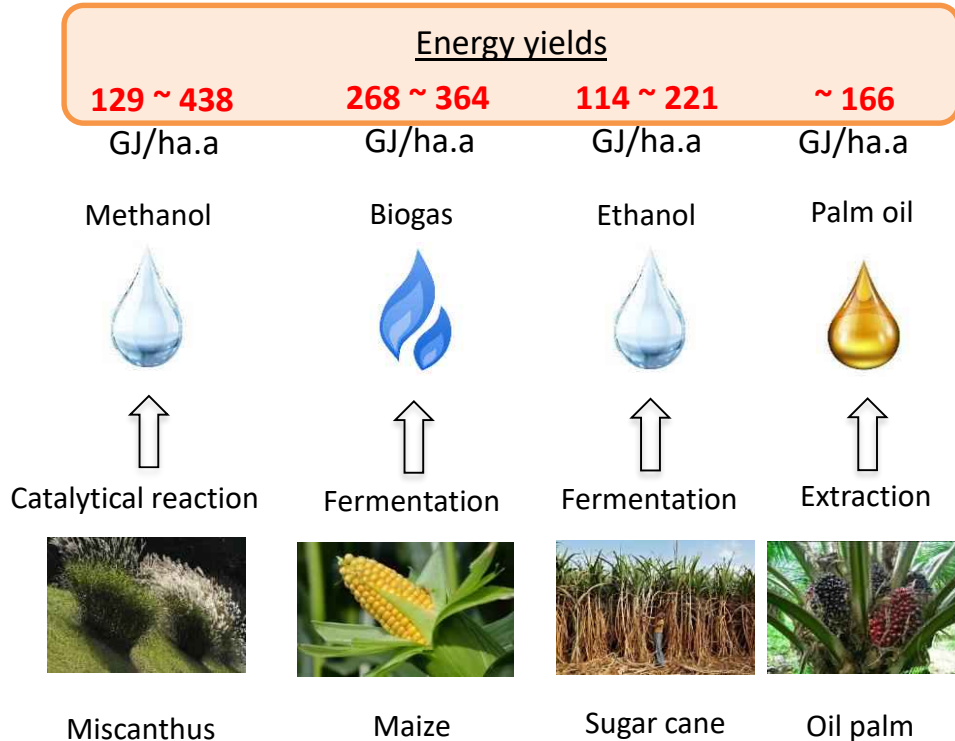 Energy yields
129 ~ 438 268 ~ 364 114 ~ 221 ~ 166
GJ/ha.a GJ/ha.a GJ/ha.a GJ/ha.a
Methanol Biogas Ethanol Palm oil
Catalytical reaction Fermentation Fermentation Extraction
Miscanthus Maize Sugar cane Oil palm